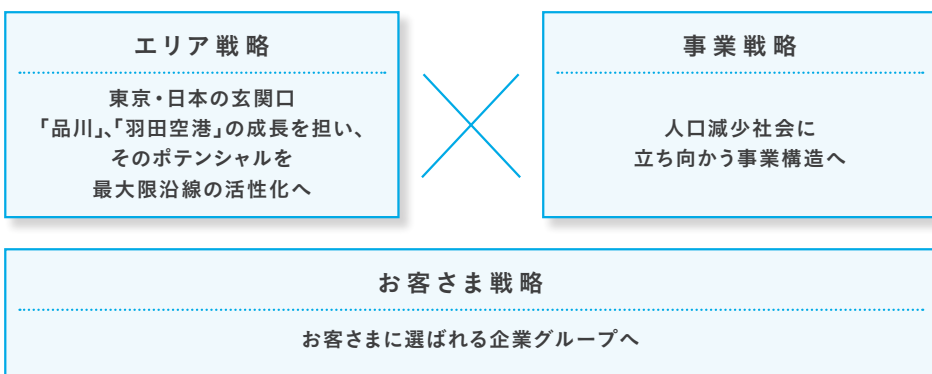 エリア戦略
東京・日本の玄関口
「品川」、「羽田空港」の成長を担い、
そのポテンシャルを
最大限沿線の活性化へ
事業戦略
人口減少社会に
立ち向かう事業構造へ
お客さま戦略
お客さまに選ばれる企業グループへ